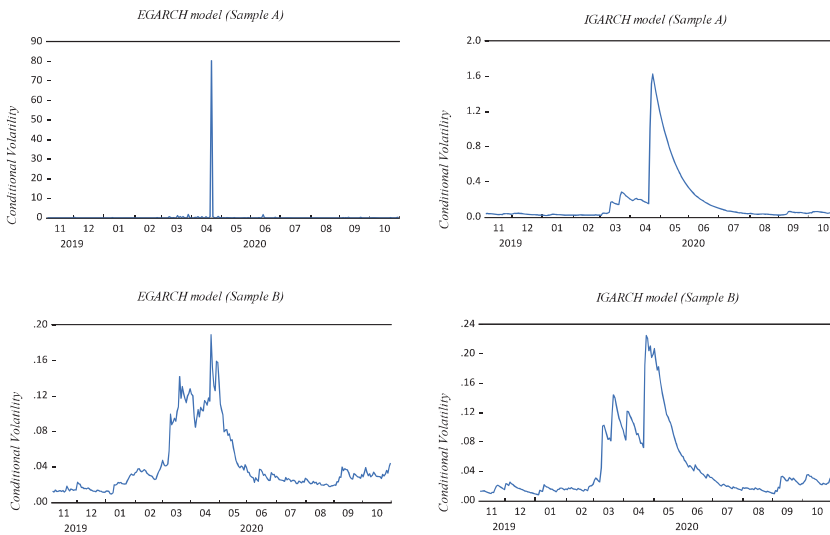 EGARCH model (Sample A)
Conditional Volatility
90
80
70
60
50
40
30
20
10
0
11 12 01 02 03 04 05 06 07 08 09 10
2019 2020
IGARCH model (Sample A)
Conditional Volatility
2.0
1.6
1.2
0.8
0.4
0.0
11 12 01 02 03 04 05 06 07 08 09 10
2019 2020
EGARCH model (Sample B)
Conditional Volatility
.20
.16
.12
.08
.04
.00
11 12 01 02 03 04 05 06 07 08 09 10
2019 2020
IGARCH model (Sample B)
Conditional Volatility
.24
.20
.16
.12
.08
.04
.00
11 12 01 02 03 04 05 06 07 08 09 10
2019 2020